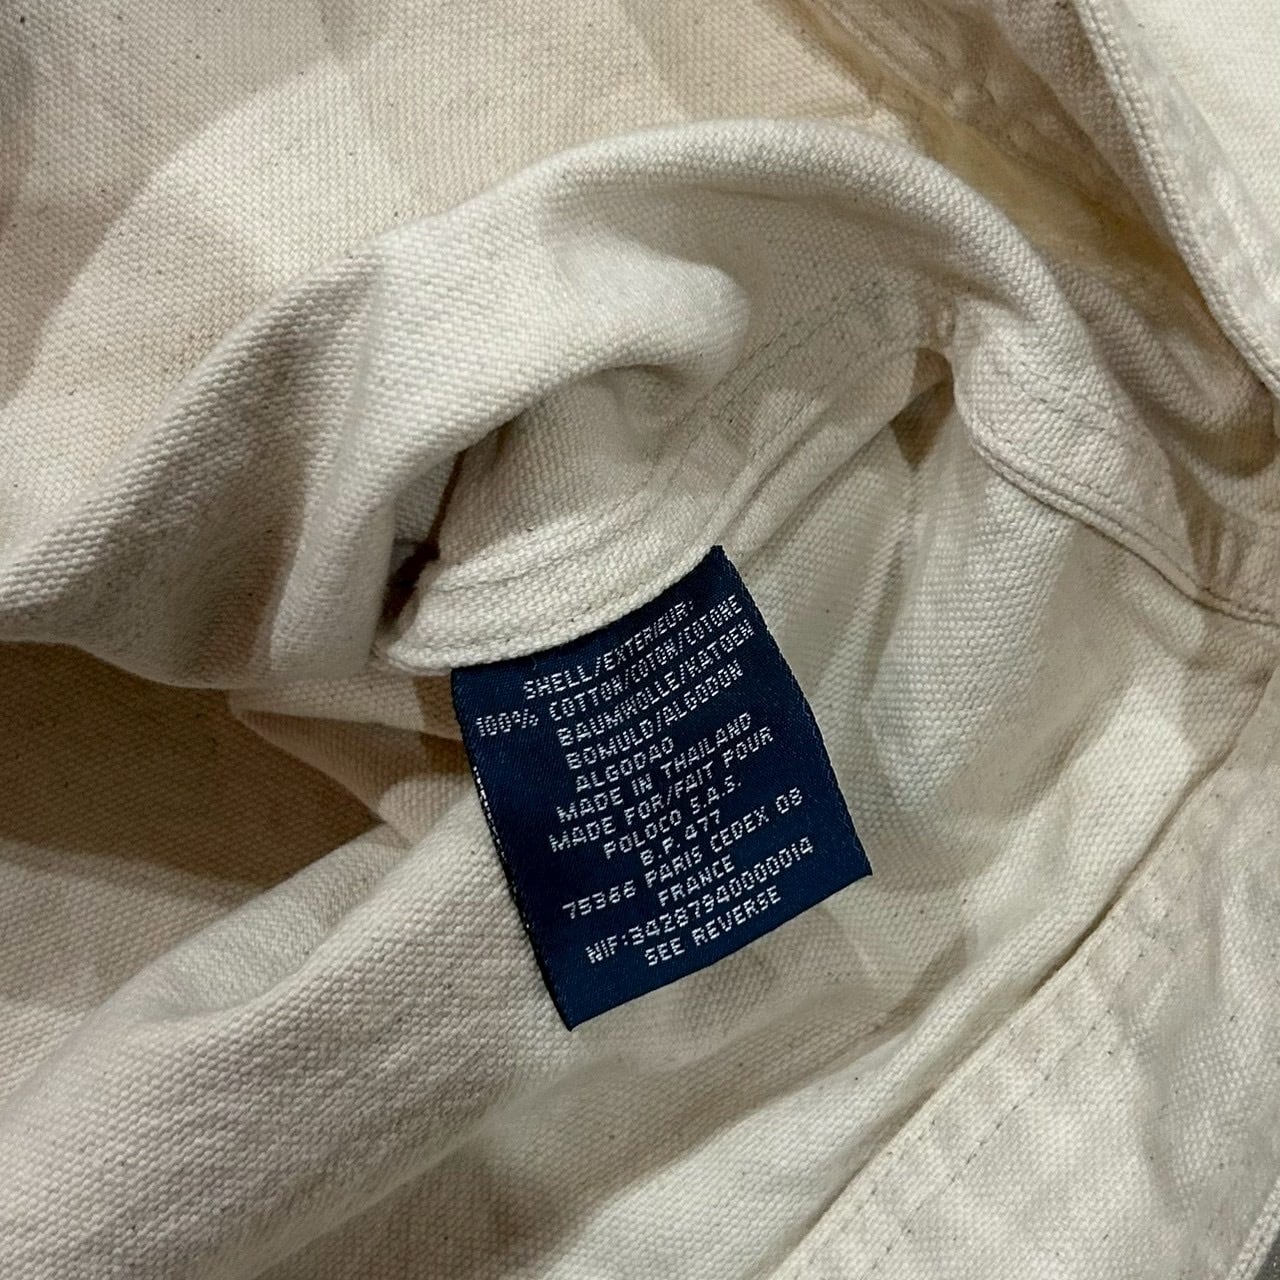 SHELL/EXTERIEUR:
100% COTTON/COTON/COTONE
BAUMWOLLE/KATOEN
BOMULD/ALGODON
ALGODAO
MADE IN THAILAND
MADE FOR/FAIT POUR
POLOCO S.A.S.
B.P. 477
75366 PARIS CEDEX 08
FRANCE
NIF:34287940000014
SEE REVERSE